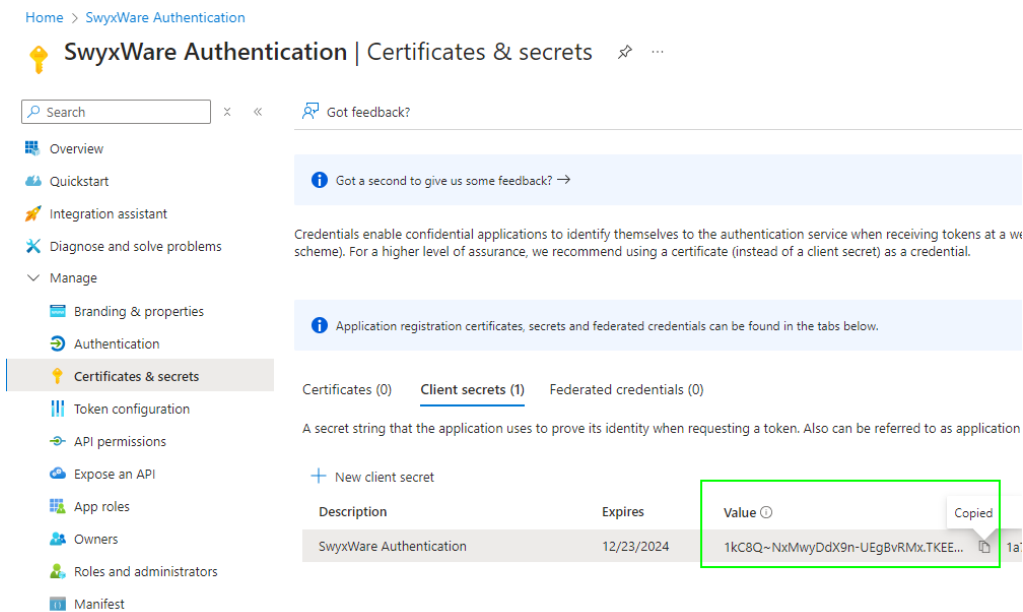 Home > SwyxWare Authentication
SwyxWare Authentication | Certificates & secrets
Search
Got feedback?
Overview
Quickstart
Integration assistant
Diagnose and solve problems
Manage
Branding & properties
Authentication
Certificates & secrets
Token configuration
API permissions
Expose an API
App roles
Owners
Roles and administrators
Manifest
Got a second to give us some feedback? →
Credentials enable confidential applications to identify themselves to the authentication service when receiving tokens at a we
scheme). For a higher level of assurance, we recommend using a certificate (instead of a client secret) as a credential.
Application registration certificates, secrets and federated credentials can be found in the tabs below.
Certificates (0) Client secrets (1) Federated credentials (0)
A secret string that the application uses to prove its identity when requesting a token. Also can be referred to as application
New client secret
Description Expires Value Copied
SwyxWare Authentication 12/23/2024 1kC8Q~NxMwyDdX9n-UEgBvRMx.TKEE... 1a7